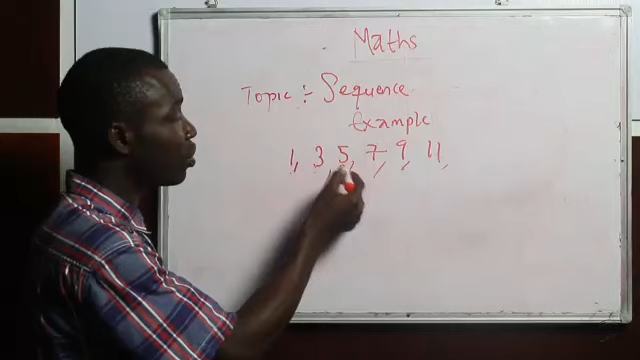 Maths
Topic :- Sequence
Example
1, 3, 5, 7, 9, 11,